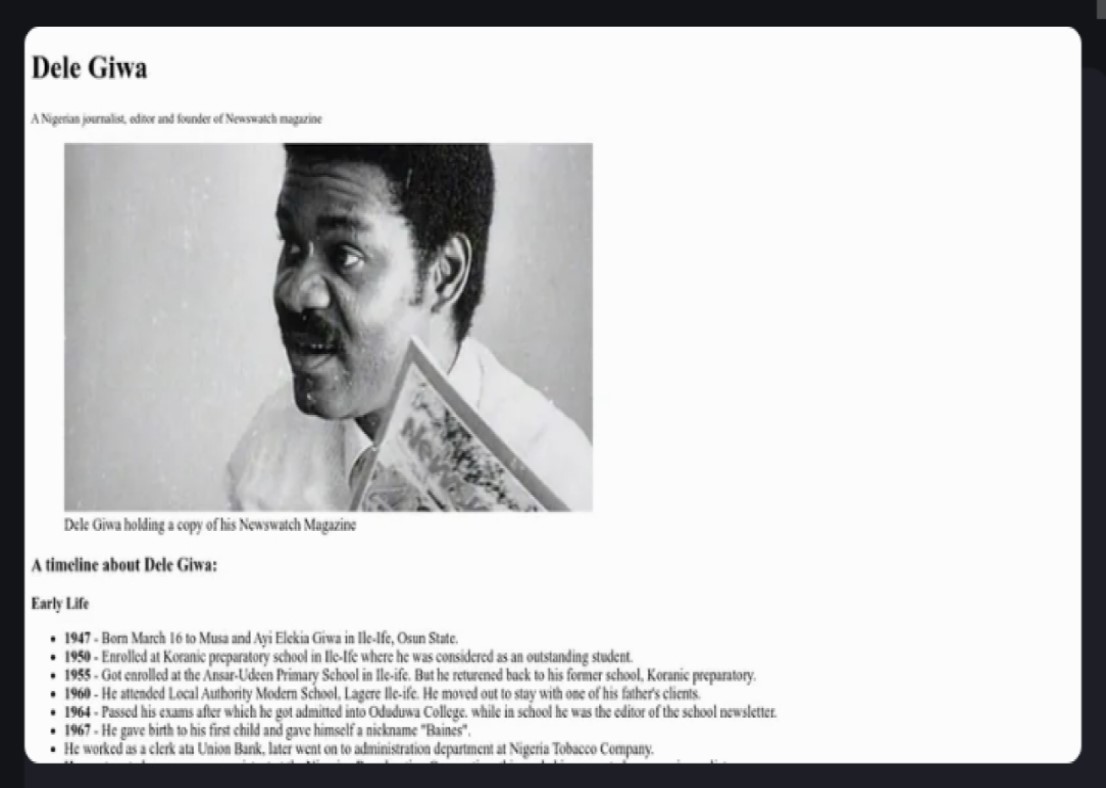 Dele Giwa
A Nigerian journalist, editor and founder of Newswatch magazine
Dele Giwa holding a copy of his Newswatch Magazine
A timeline about Dele Giwa:
Early Life
• 1947 - Born March 16 to Musa and Ayi Elekia Giwa in Ile-Ife, Osun State.
• 1950 - Enrolled at Koranic preparatory school in Ile-Ife where he was considered as an outstanding student.
• 1955 - Got enrolled at the Ansar-Udeen Primary School in Ile-ife. But he returened back to his former school, Koranic preparatory.
• 1960 - He attended Local Authority Modern School, Lagere Ile-ife. He moved out to stay with one of his father's clients.
• 1964 - Passed his exams after which he got admitted into Oduduwa College. while in school he was the editor of the school newsletter.
• 1967 - He gave birth to his first child and gave himself a nickname "Baines".
• He worked as a clerk ata Union Bank, later went on to administration department at Nigeria Tobacco Company.